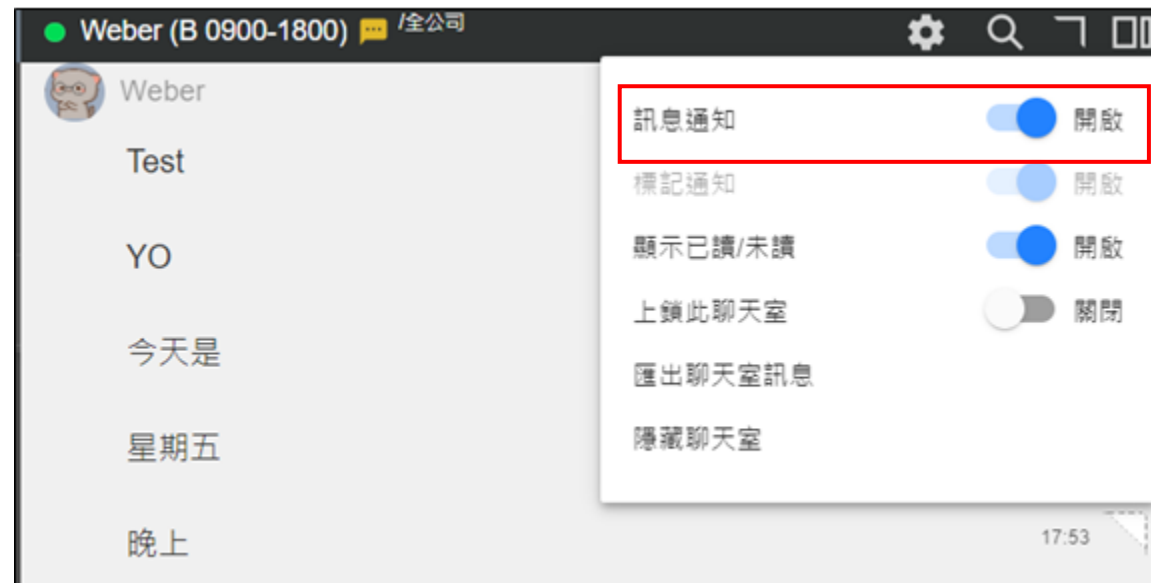 Weber (B 0900-1800) /全公司
Weber
Test
YO
今天是
星期五
晚上
17:53
訊息通知 開啟
標記通知 開啟
顯示已讀/未讀 開啟
上鎖此聊天室 關閉
匯出聊天室訊息
隱藏聊天室